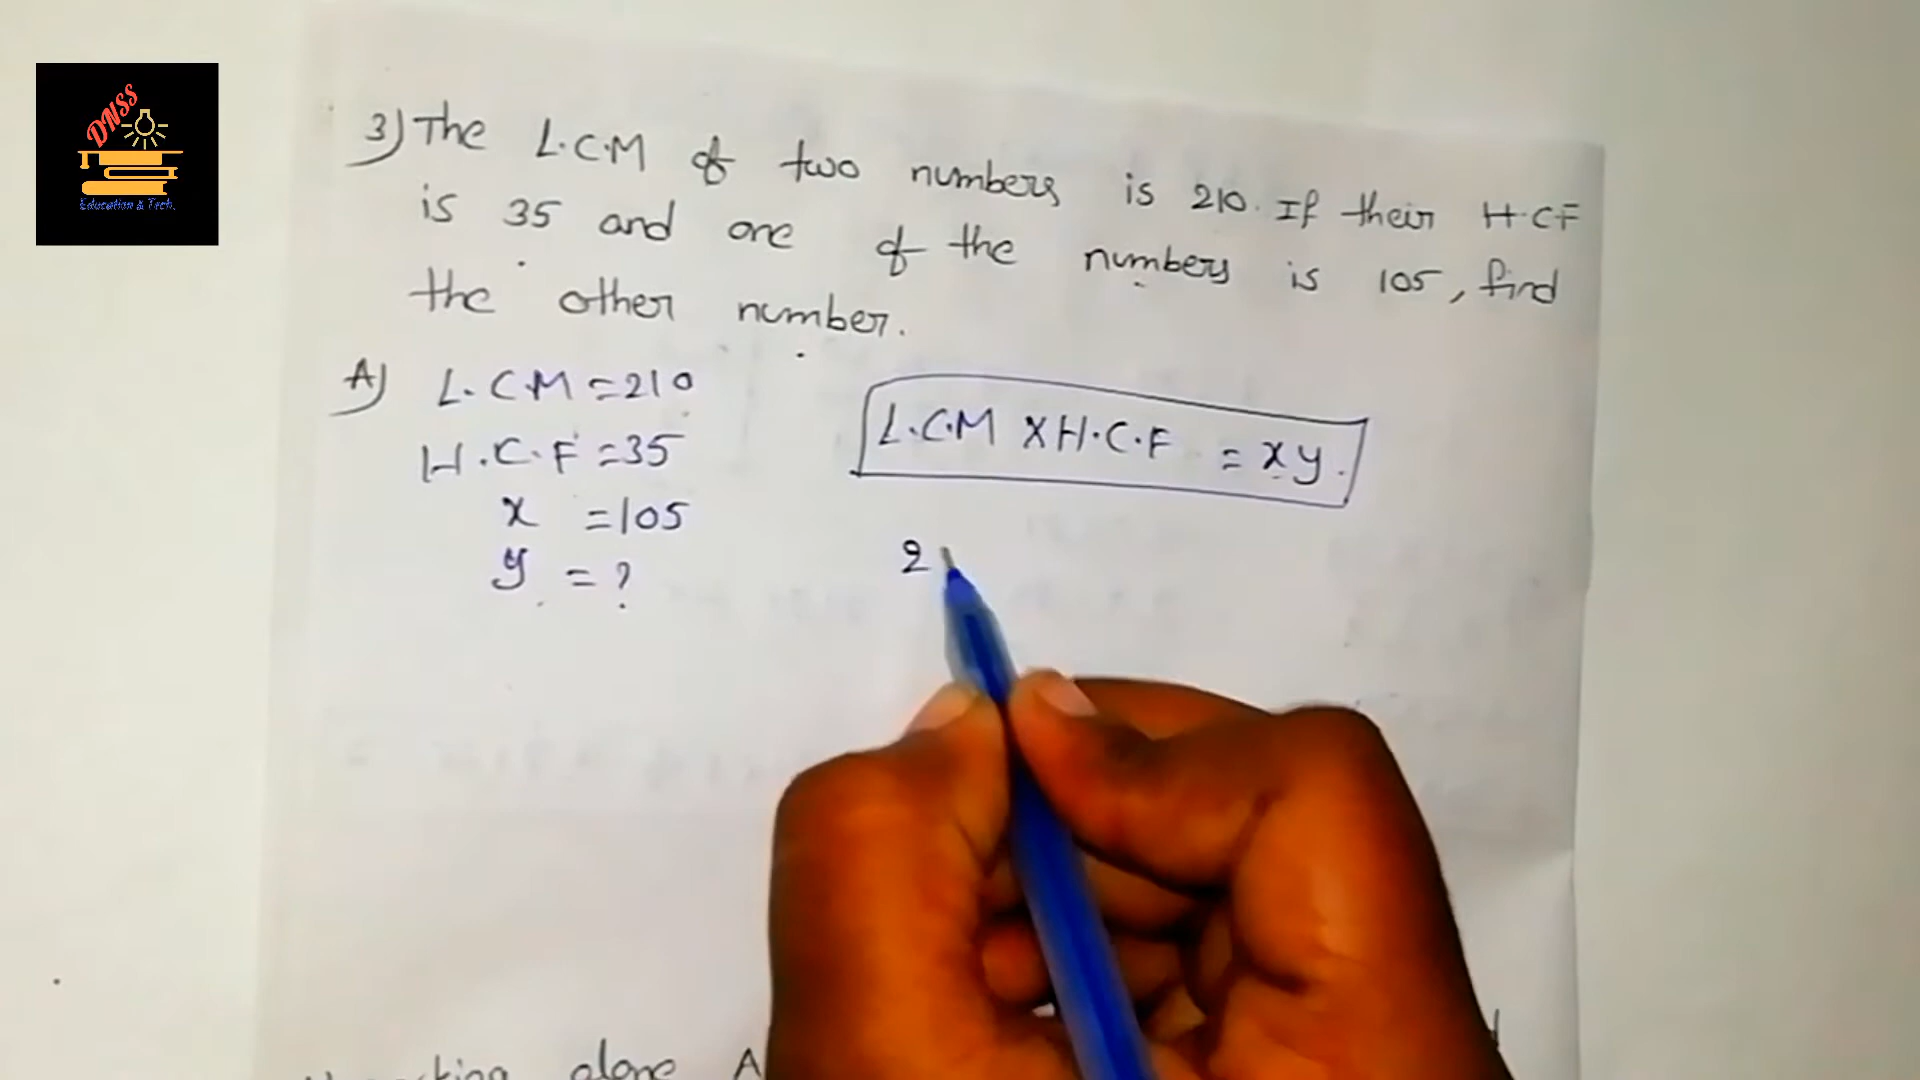 DNSS
Education & Tech.
3) The L.C.M of two numbers is 210. If their H.C.F
is 35 and one of the numbers is 105, find
the other number.
A) L.C.M = 210
H.C.F = 35
x = 105
y = ?
L.C.M X H.C.F = xy.
2
alone A